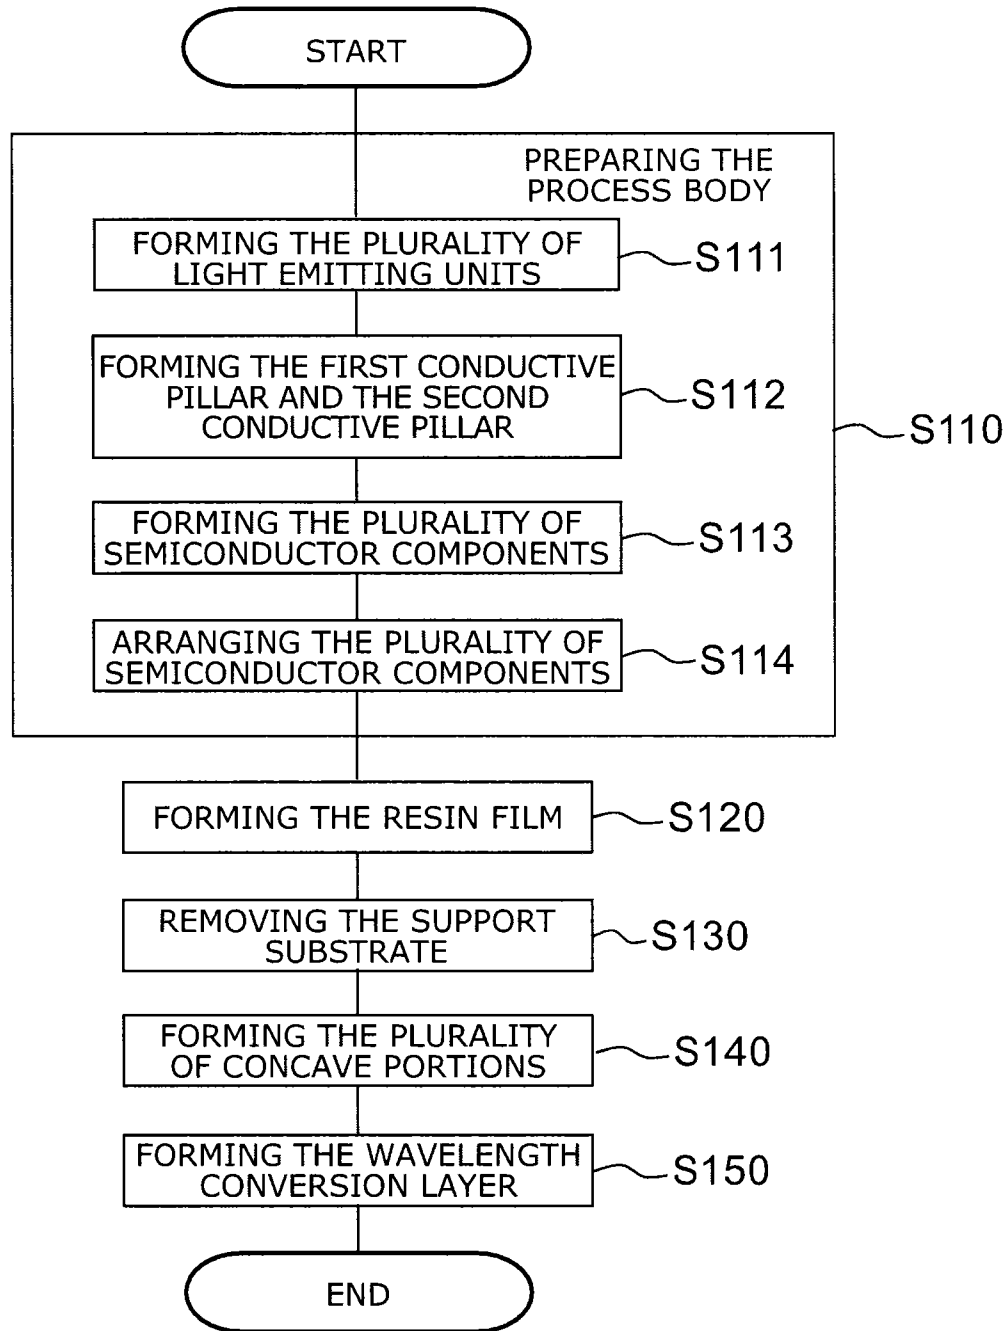 START
PREPARING THE
PROCESS BODY
FORMING THE PLURALITY OF
LIGHT EMITTING UNITS
S111
FORMING THE FIRST CONDUCTIVE
PILLAR AND THE SECOND
CONDUCTIVE PILLAR
S112
S110
FORMING THE PLURALITY OF
SEMICONDUCTOR COMPONENTS
S113
ARRANGING THE PLURALITY OF
SEMICONDUCTOR COMPONENTS
S114
FORMING THE RESIN FILM
S120
REMOVING THE SUPPORT
SUBSTRATE
S130
FORMING THE PLURALITY
OF CONCAVE PORTIONS
S140
FORMING THE WAVELENGTH
CONVERSION LAYER
S150
END